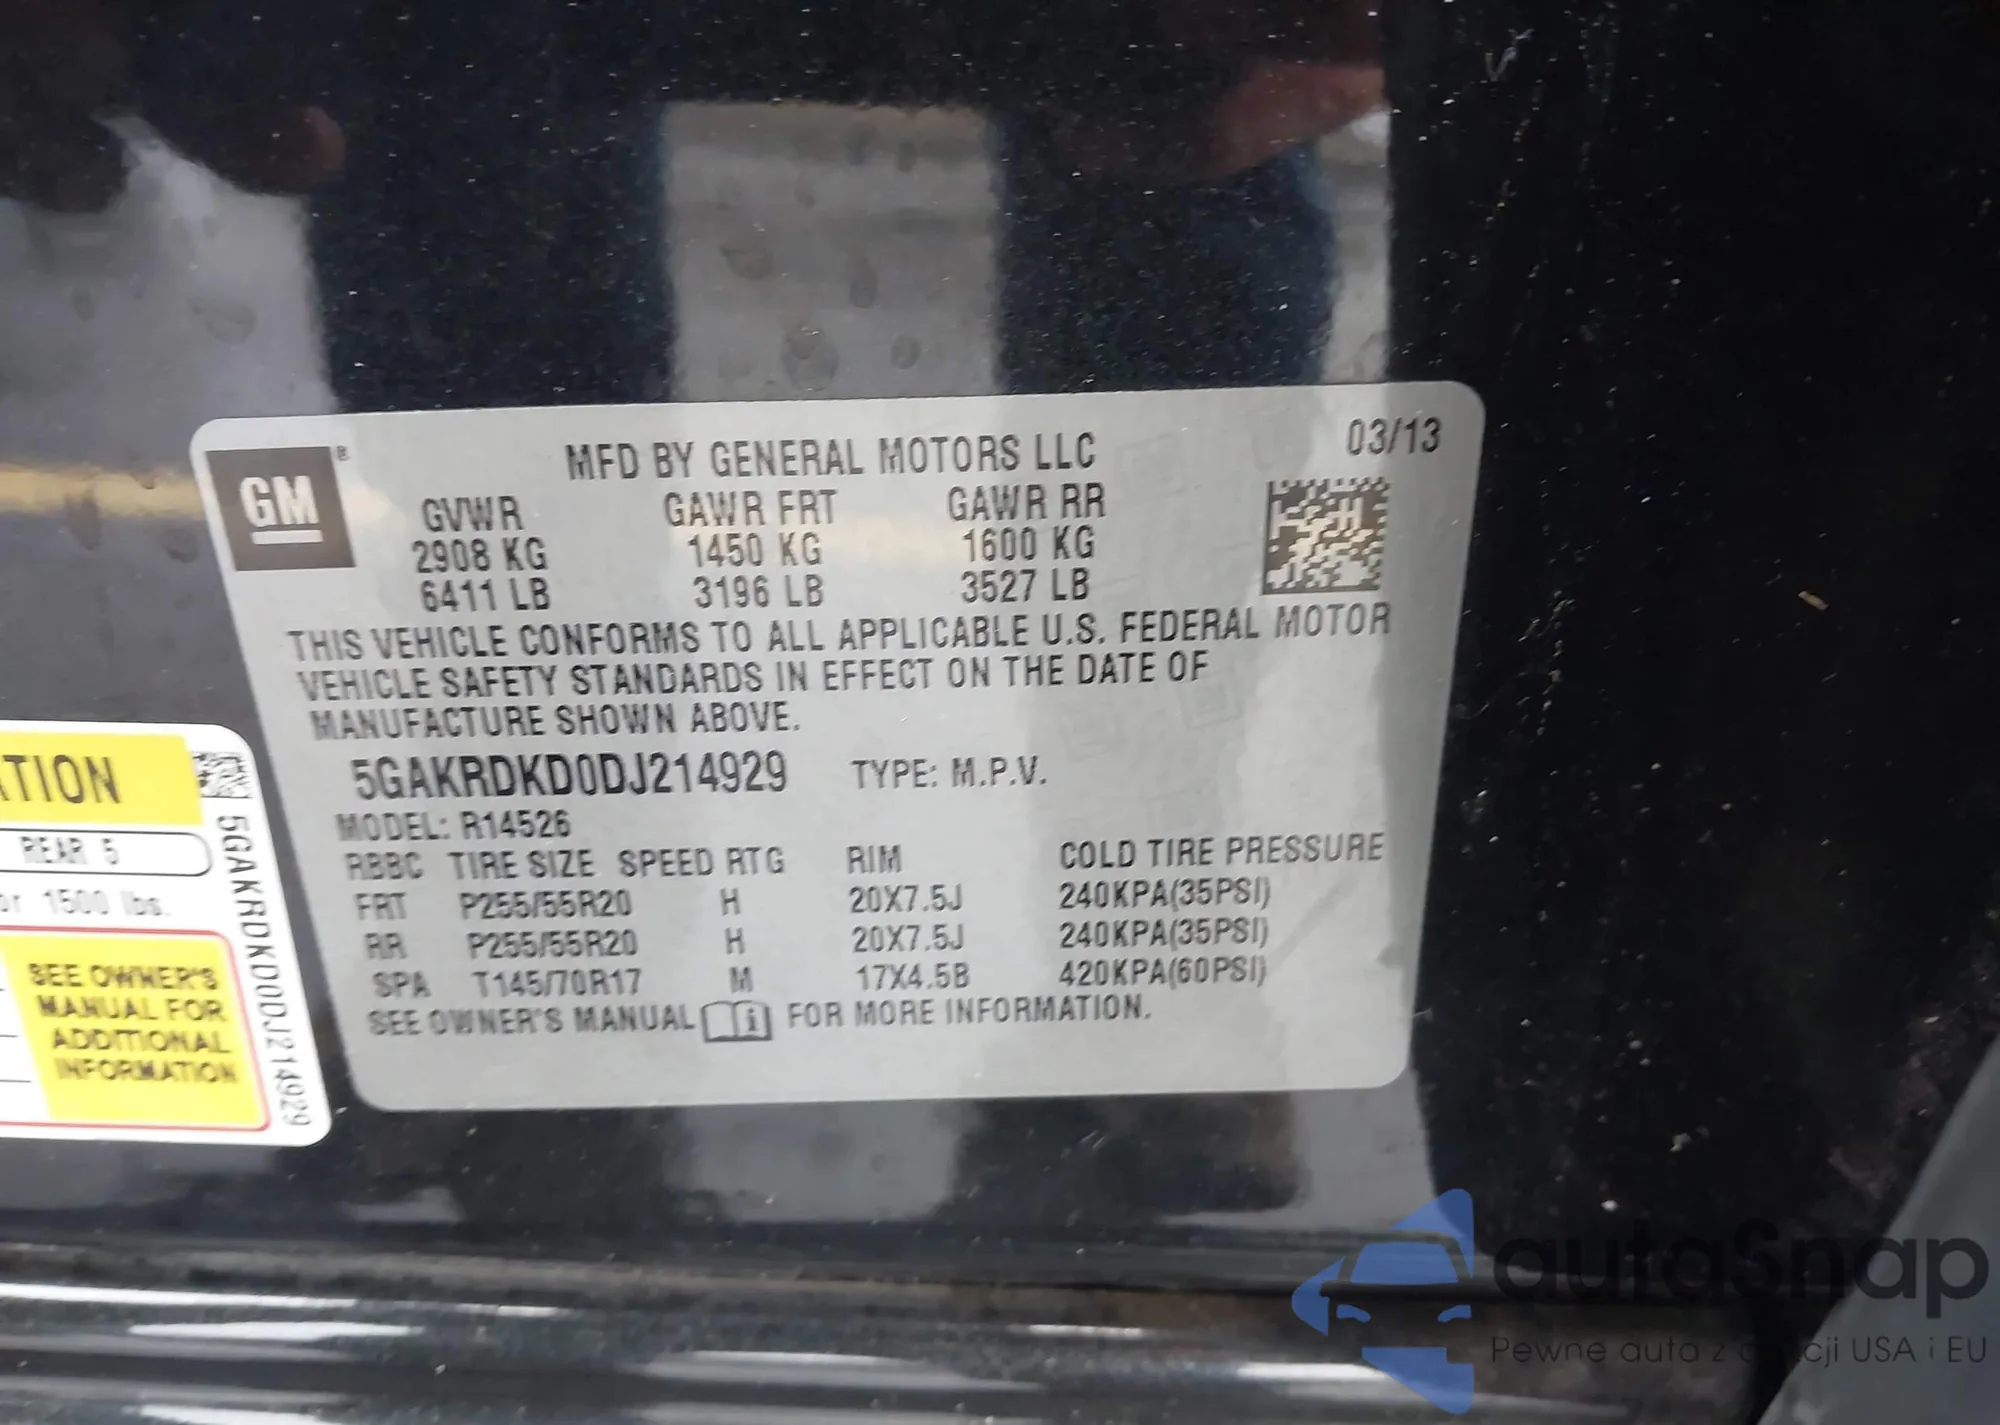 MFD BY GENERAL MOTORS LLC 03/13
GM ®
GVWR GAWR FRT GAWR RR
2908 KG 1450 KG 1600 KG
6411 LB 3196 LB 3527 LB
THIS VEHICLE CONFORMS TO ALL APPLICABLE U.S. FEDERAL MOTOR
VEHICLE SAFETY STANDARDS IN EFFECT ON THE DATE OF
MANUFACTURE SHOWN ABOVE.
5GAKRDKD0DJ214929 TYPE: M.P.V.
MODEL: R14526
RBBC TIRE SIZE SPEED RTG RIM COLD TIRE PRESSURE
FRT P255/55R20 H 20X7.5J 240KPA(35PSI)
RR P255/55R20 H 20X7.5J 240KPA(35PSI)
SPA T145/70R17 M 17X4.5B 420KPA(60PSI)
SEE OWNER'S MANUAL i FOR MORE INFORMATION.
ATION
REAR 5
or 1500 lbs.
SEE OWNER'S
MANUAL FOR
ADDITIONAL
INFORMATION
5GAKRDKD0DJ214929
autaSnap
Pewne auta z cji USA i EU